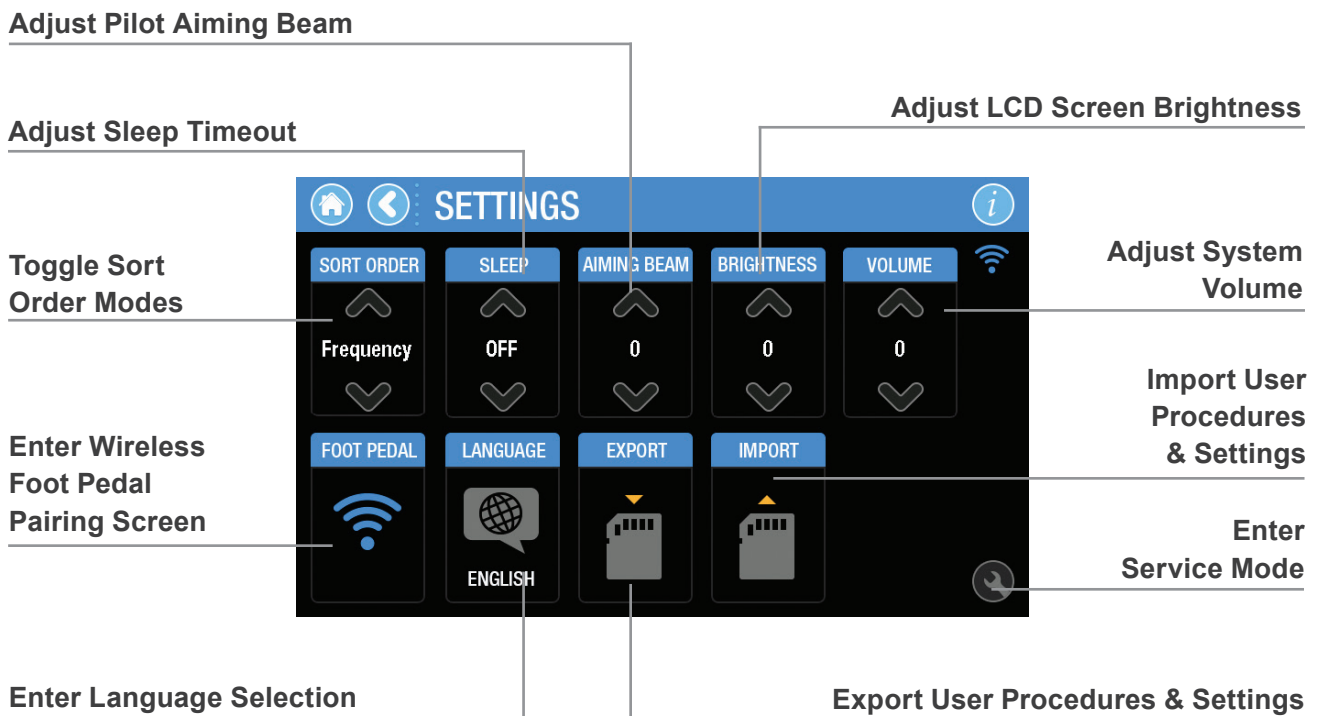 Adjust Pilot Aiming Beam
Adjust LCD Screen Brightness
Adjust Sleep Timeout
SETTINGS
i
Toggle Sort
Order Modes
SORT ORDER
SLEEP
AIMING BEAM
BRIGHTNESS
VOLUME
Frequency
OFF
0
0
0
Adjust System
Volume
Import User
Procedures
& Settings
Enter Wireless
Foot Pedal
Pairing Screen
FOOT PEDAL
LANGUAGE
EXPORT
IMPORT
ENGLISH
Enter
Service Mode
Enter Language Selection
Export User Procedures & Settings